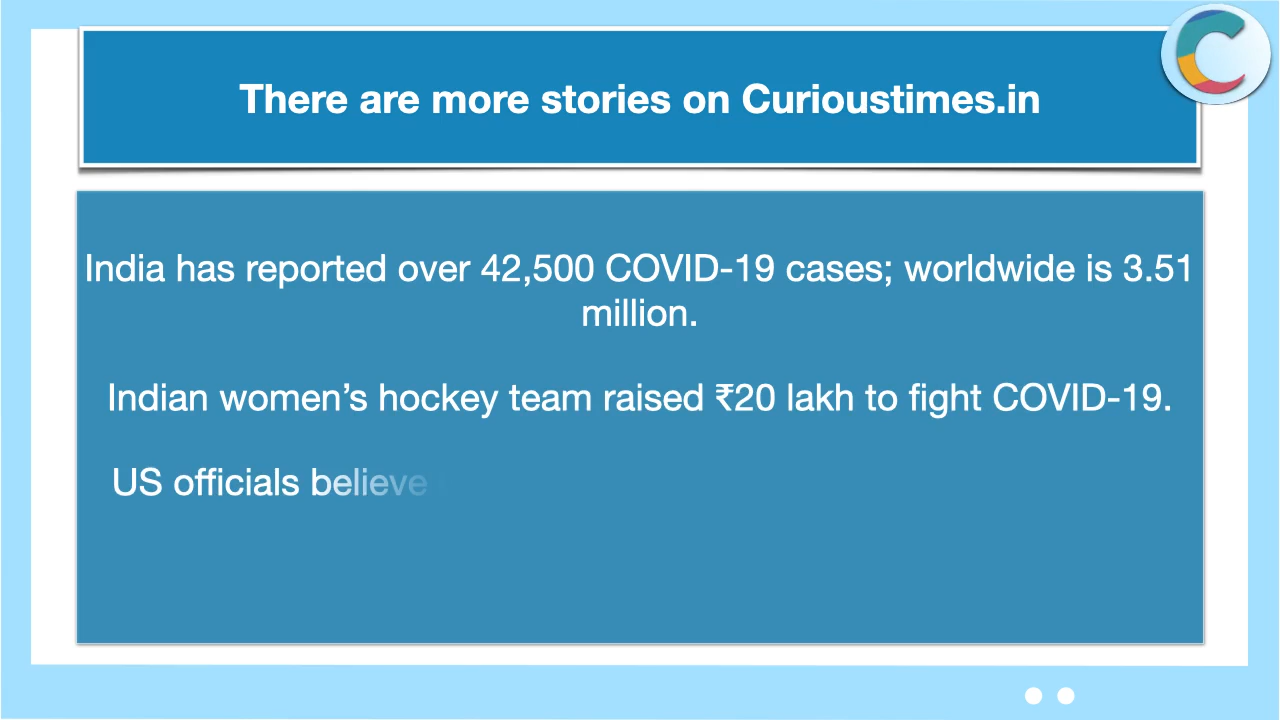 There are more stories on Curioustimes.in
India has reported over 42,500 COVID-19 cases; worldwide is 3.51
million.
Indian women’s hockey team raised ₹20 lakh to fight COVID-19.
US officials believe